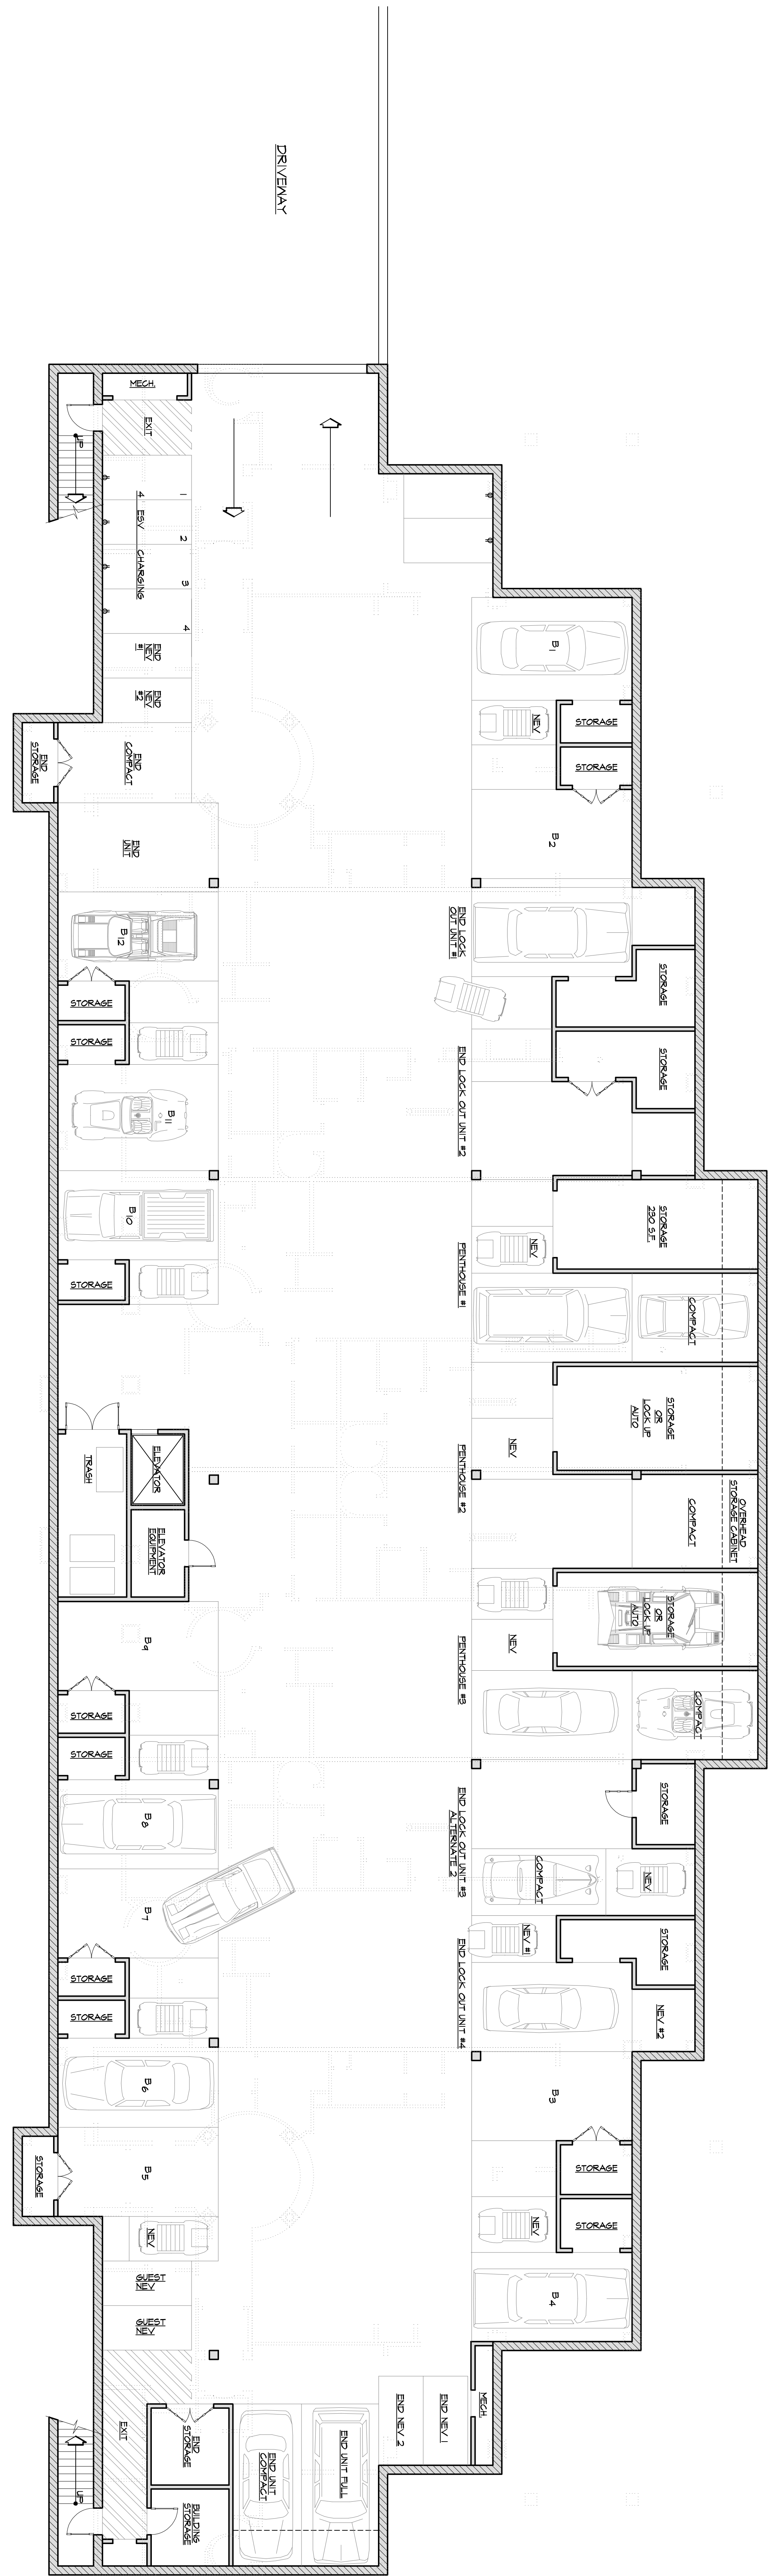 DRIVEWAY
MECH.
EXIT
UP
4 ESV CHARGING
1
2
3
4
END
NEV
#1
END
NEV
#2
END
STORAGE
END
COMPACT
END
UNIT
B1
NEV
STORAGE
STORAGE
B2
END LOCK
OUT UNIT #1
STORAGE
B12
STORAGE
STORAGE
STORAGE
END LOCK OUT UNIT #2
B11
B10
STORAGE
STORAGE
230 S.F.
NEV
PENTHOUSE #1
COMPACT
STORAGE
OR
LOCK UP
AUTO
NEV
PENTHOUSE #2
TRASH
ELEVATOR
ELEVATOR
EQUIPMENT
OVERHEAD
STORAGE CABINET
COMPACT
STORAGE
OR
LOCK UP
AUTO
NEV
PENTHOUSE #3
COMPACT
B9
STORAGE
STORAGE
B8
STORAGE
END LOCK OUT UNIT #3
ALTERNATE 2
COMPACT
NEV
B7
NEV #1
STORAGE
END LOCK OUT UNIT #4
NEV #2
STORAGE
STORAGE
B6
B3
B5
STORAGE
STORAGE
STORAGE
NEV
NEV
GUEST
NEV
GUEST
NEV
B4
MECH.
END NEV 1
END NEV 2
EXIT
UP
END
STORAGE
BUILDING
STORAGE
END UNIT
COMPACT
END UNIT FULL